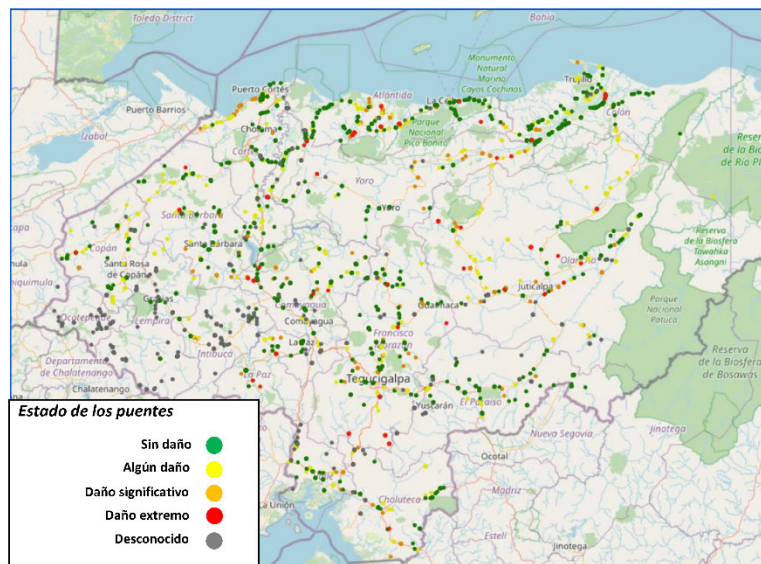 Toledo District
Bahia
Monumento
Natural
Marino
Cayos Cochinos
Puerto Cortés
Puerto Barrios
Trujillo
Atlántida
La Ce
Choloma
Izabal
Cort
Parque
Nacional
Pico Bonito
Colón
Reserv
de la Biosfera
de Río Pl
Yoro
Yoro
Santa Bárbara
Santa Bárbara
Copán
Santa Rosa
de Copán
Reserva
de la Biosfera
Tawahka
Asangni
Olancho
Juticalpa
Gracias
Guaimaca
Ocotepeque
Lempira
Comayagua
Comayagua
Francisco
Morazán
Parque
Nacional
Patuca
Intibucá
La Paz
La Paz
Departamento
de Chalatenango
Chalatenango
Tegucigalpa
Reserva
de la Biosfera
de Bosawas
Yuscarán
El Paraíso
Nueva Segovia
Jinotega
Ocotal
Madriz
La Unión
Choluteca
Estelí
Jinotega
Estado de los puentes
Sin daño
Algún daño
Daño significativo
Daño extremo
Desconocido